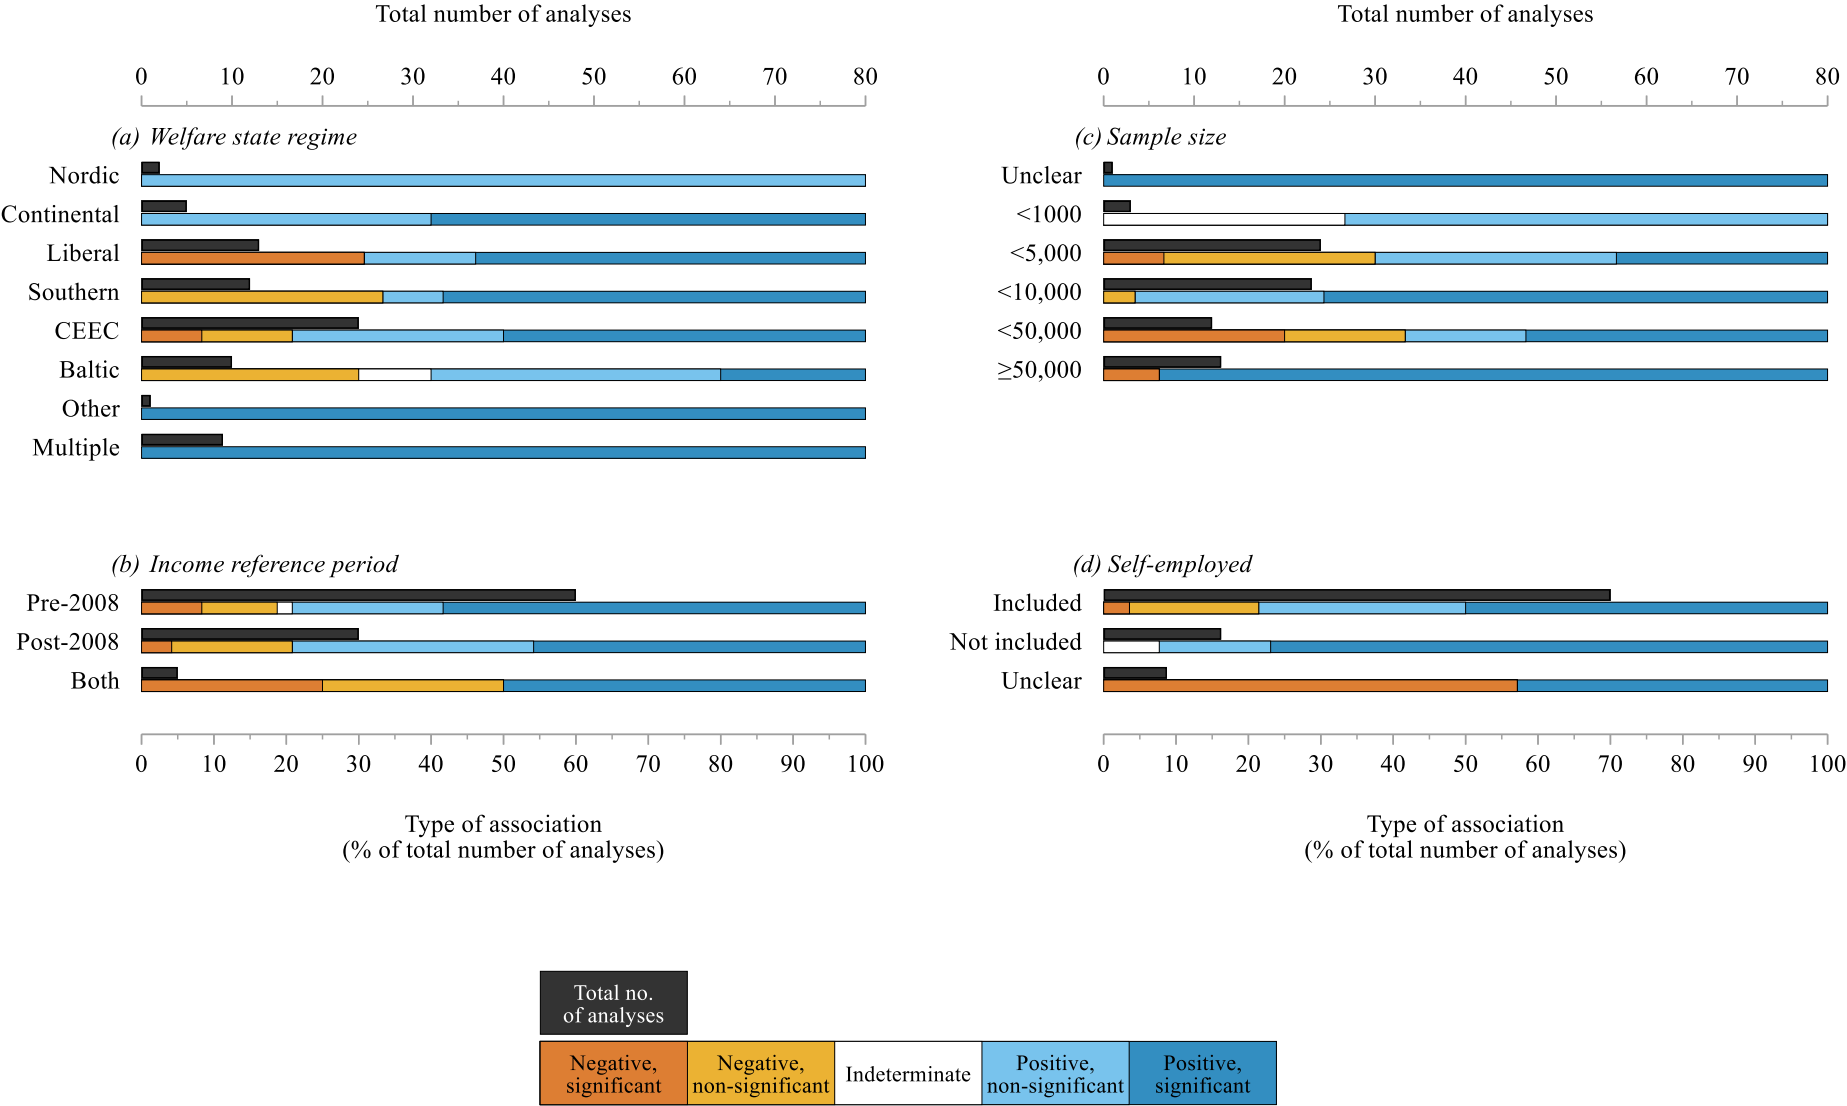 Total number of analyses
0 10 20 30 40 50 60 70 80
(a) Welfare state regime
Nordic
Continental
Liberal
Southern
CEEC
Baltic
Other
Multiple
(b) Income reference period
Pre-2008
Post-2008
Both
0 10 20 30 40 50 60 70 80 90 100
Type of association
(% of total number of analyses)
Total number of analyses
0 10 20 30 40 50 60 70 80
(c) Sample size
Unclear
<1000
<5,000
<10,000
<50,000
≥50,000
(d) Self-employed
Included
Not included
Unclear
0 10 20 30 40 50 60 70 80 90 100
Type of association
(% of total number of analyses)
Total no.
of analyses
Negative,
significant
Negative,
non-significant
Indeterminate
Positive,
non-significant
Positive,
significant